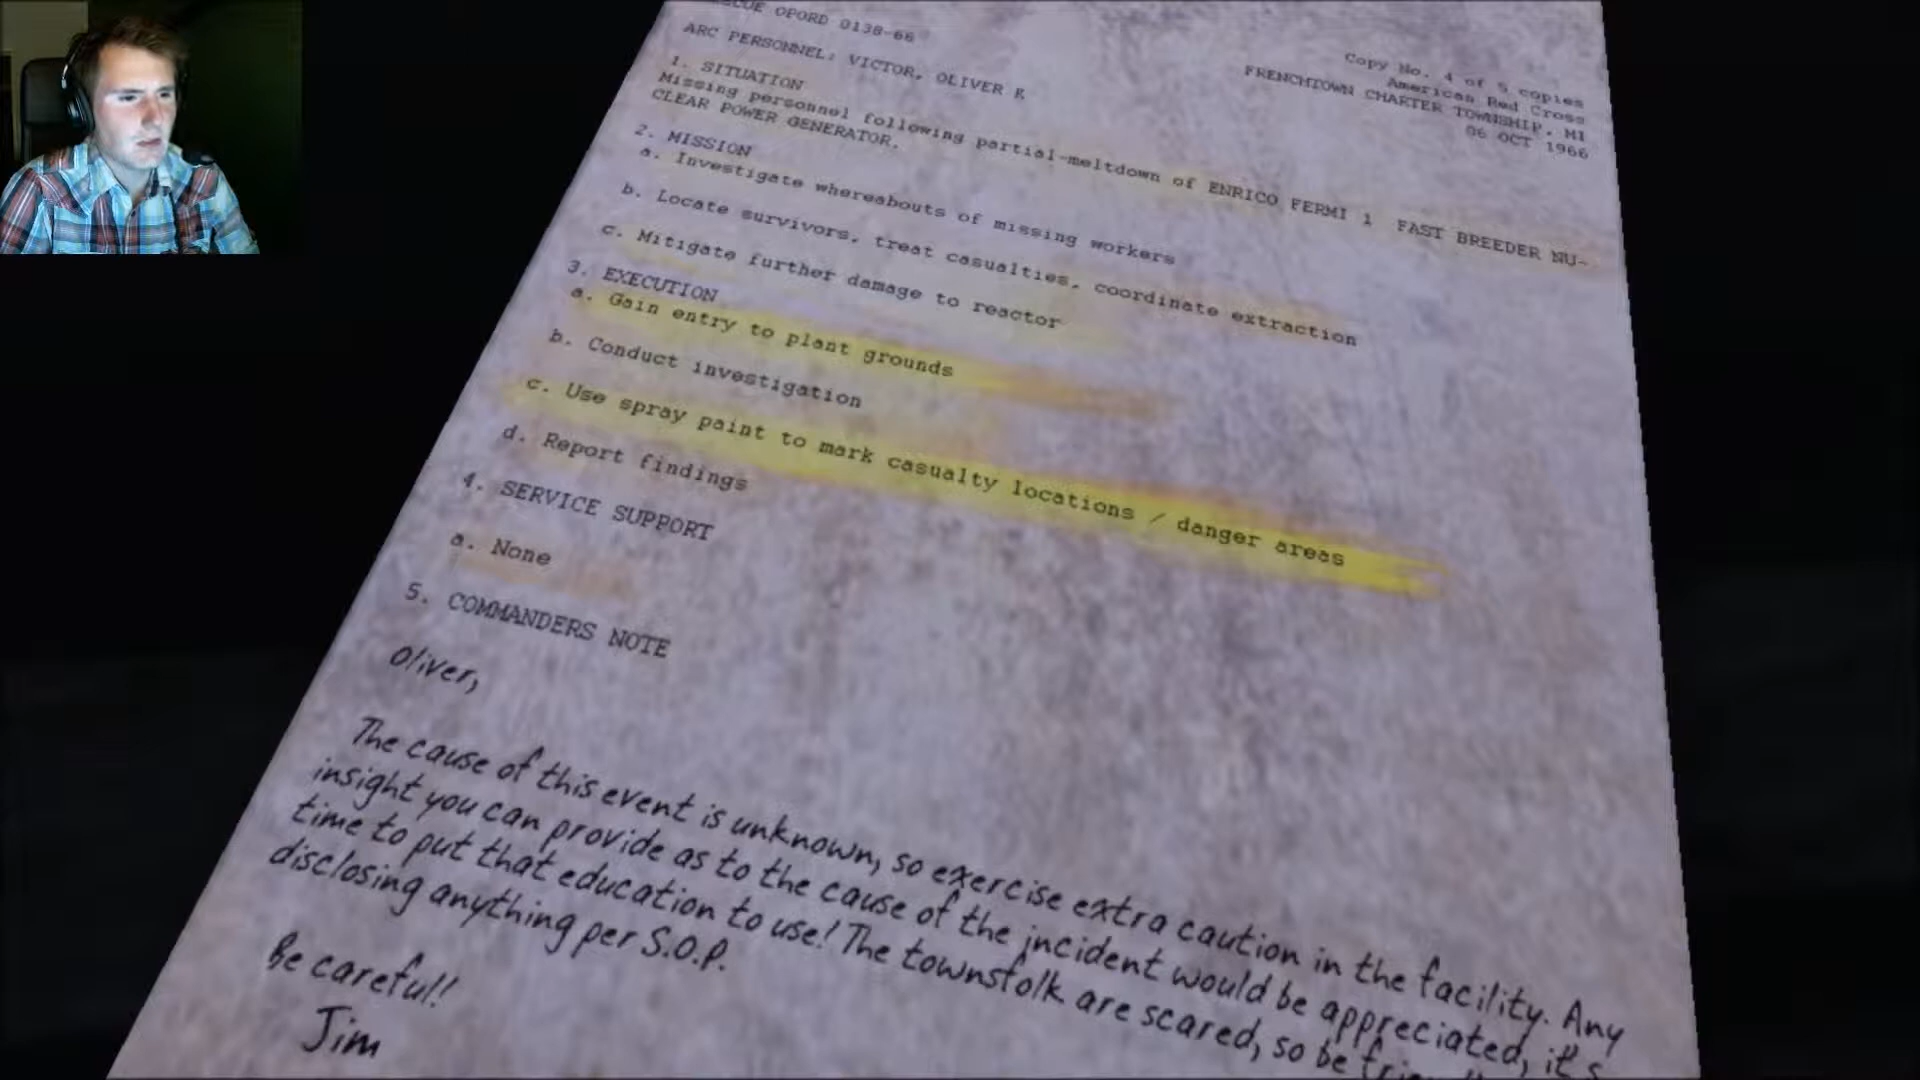 OPORD 0138-66
Copy No. 4 of 5 copies
American Red Cross
FRENCHTOWN CHARTER TOWNSHIP, MI
06 OCT 1966
ARC PERSONNEL: VICTOR, OLIVER K
1. SITUATION
Missing personnel following partial-meltdown of ENRICO FERMI 1 FAST BREEDER NU-
CLEAR POWER GENERATOR.
2. MISSION
a. Investigate whereabouts of missing workers
b. Locate survivors, treat casualties, coordinate extraction
c. Mitigate further damage to reactor
3. EXECUTION
a. Gain entry to plant grounds
b. Conduct investigation
c. Use spray paint to mark casualty locations / danger areas
d. Report findings
4. SERVICE SUPPORT
a. None
5. COMMANDERS NOTE
Oliver,
The cause of this event is unknown, so exercise extra caution in the facility. Any
insight you can provide as to the cause of the incident would be appreciated, it's
time to put that education to use! The townsfolk are scared, so be
disclosing anything per S.O.P.
Be careful!
Jim